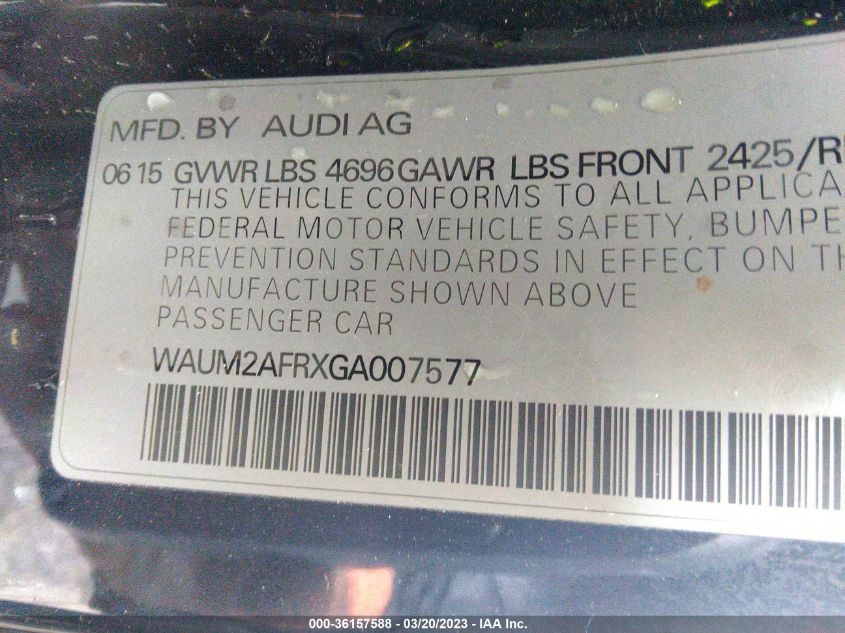 MFD. BY AUDI AG
06 15 GVWR LBS 4696 GAWR LBS FRONT 2425/R
THIS VEHICLE CONFORMS TO ALL APPLICA
FEDERAL MOTOR VEHICLE SAFETY, BUMPE
PREVENTION STANDARDS IN EFFECT ON TH
MANUFACTURE SHOWN ABOVE
PASSENGER CAR
WAUM2AFRXGA007577
000-36157588 - 03/20/2023 - IAA Inc.